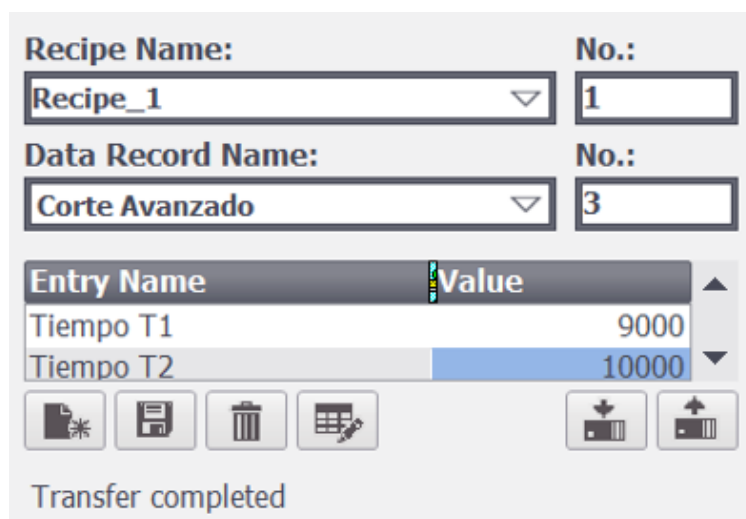 Recipe Name: No.:
Recipe_1 1
Data Record Name: No.:
Corte Avanzado 3
Entry Name Value
Tiempo T1 9000
Tiempo T2 10000
Transfer completed